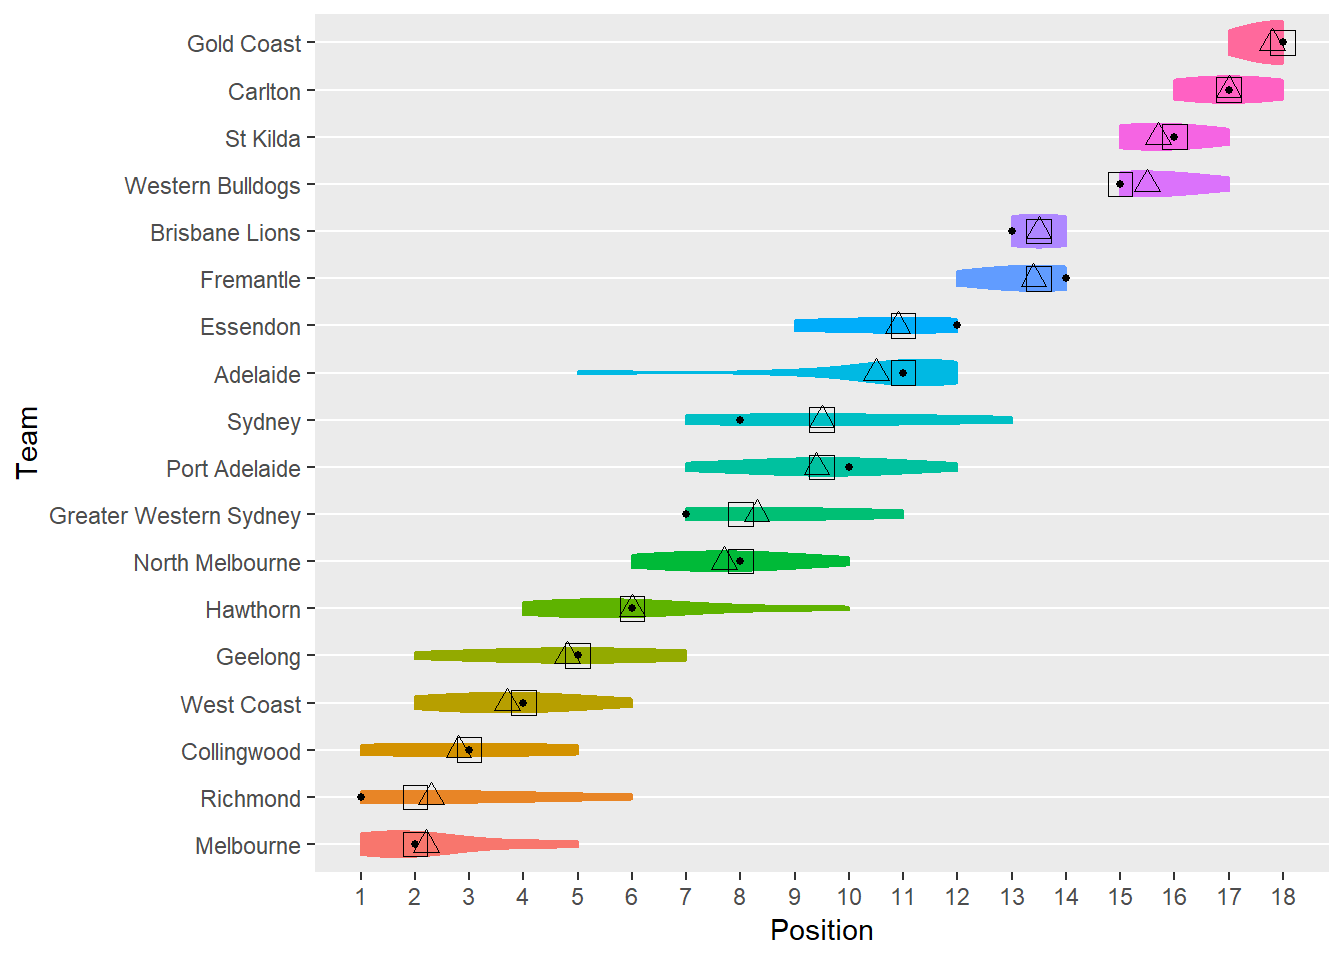 Gold Coast
Carlton
St Kilda
Western Bulldogs
Brisbane Lions
Fremantle
Essendon
Adelaide
Sydney
Port Adelaide
Greater Western Sydney
North Melbourne
Hawthorn
Geelong
West Coast
Collingwood
Richmond
Melbourne
Team
1 2 3 4 5 6 7 8 9 10 11 12 13 14 15 16 17 18
Position